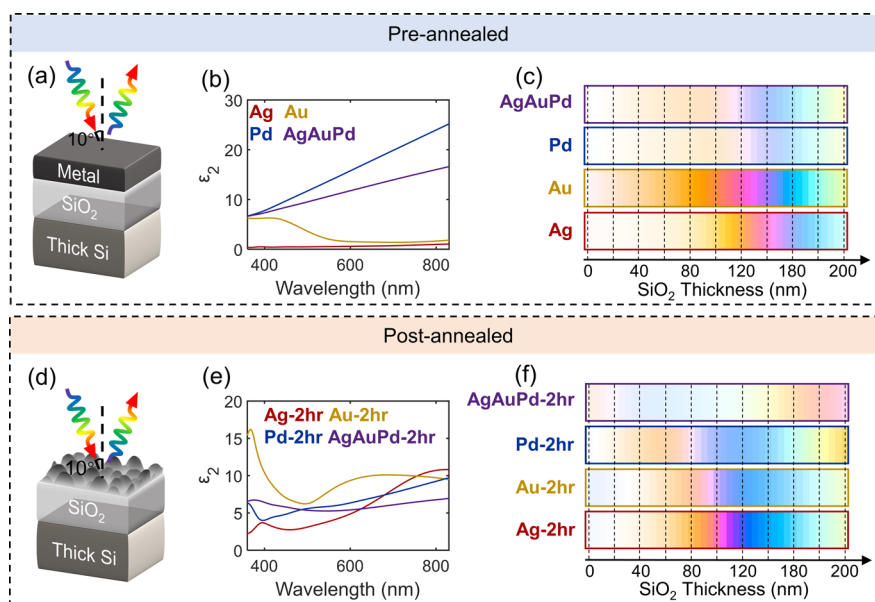 Pre-annealed
(a)
10°
Metal
SiO₂
Thick Si
(b)
30
20
10
0
ε₂
Ag Au
Pd AgAuPd
400 600 800
Wavelength (nm)
(c)
AgAuPd
Pd
Au
Ag
0 40 80 120 180 200
SiO₂ Thickness (nm)
Post-annealed
(d)
10°
SiO₂
Thick Si
(e)
20
15
10
5
0
ε₂
Ag-2hr Au-2hr
Pd-2hr AgAuPd-2hr
400 600 800
Wavelength (nm)
(f)
AgAuPd-2hr
Pd-2hr
Au-2hr
Ag-2hr
0 40 80 120 180 200
SiO₂ Thickness (nm)